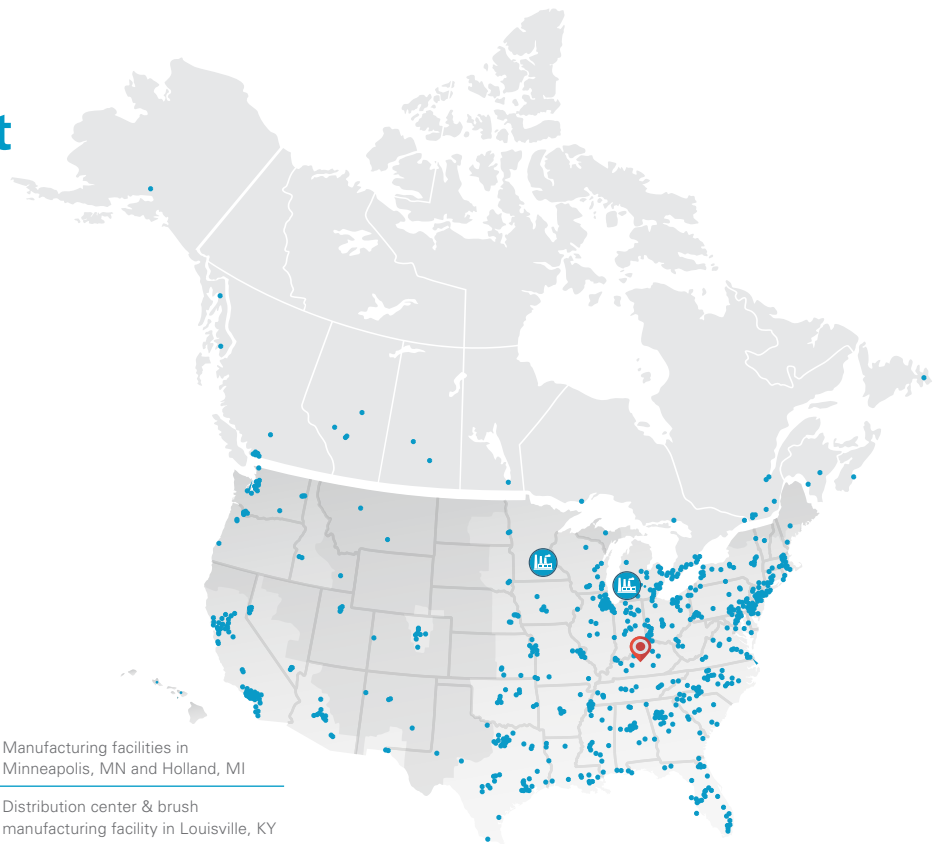 t
Manufacturing facilities in
Minneapolis, MN and Holland, MI
Distribution center & brush
manufacturing facility in Louisville, KY